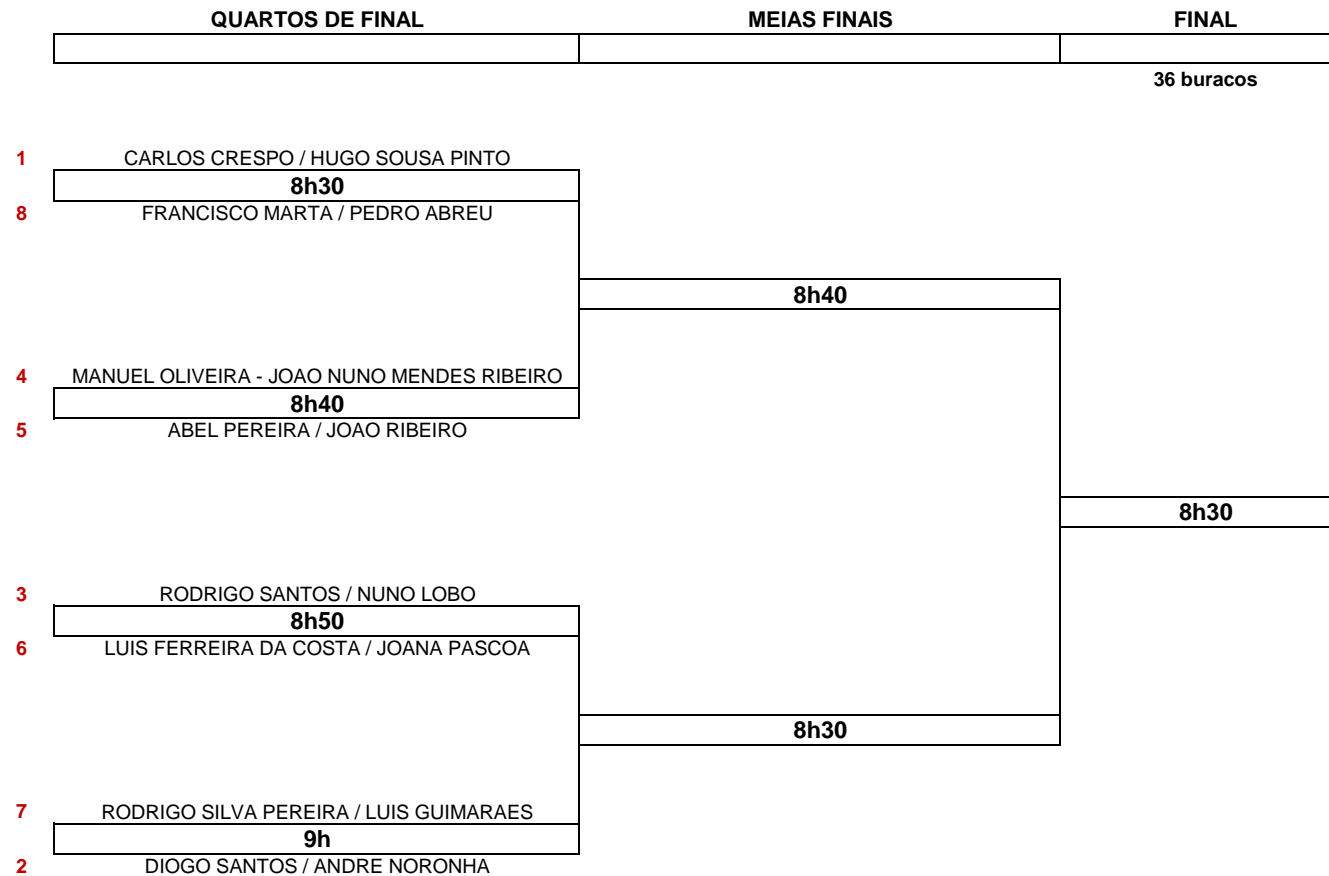 QUARTOS DE FINAL MEIAS FINAIS FINAL
36 buracos
1 CARLOS CRESPO / HUGO SOUSA PINTO
8h30
8 FRANCISCO MARTA / PEDRO ABREU
8h40
4 MANUEL OLIVEIRA - JOAO NUNO MENDES RIBEIRO
8h40
5 ABEL PEREIRA / JOAO RIBEIRO
8h30
3 RODRIGO SANTOS / NUNO LOBO
8h50
6 LUIS FERREIRA DA COSTA / JOANA PASCOA
8h30
7 RODRIGO SILVA PEREIRA / LUIS GUIMARAES
9h
2 DIOGO SANTOS / ANDRE NORONHA